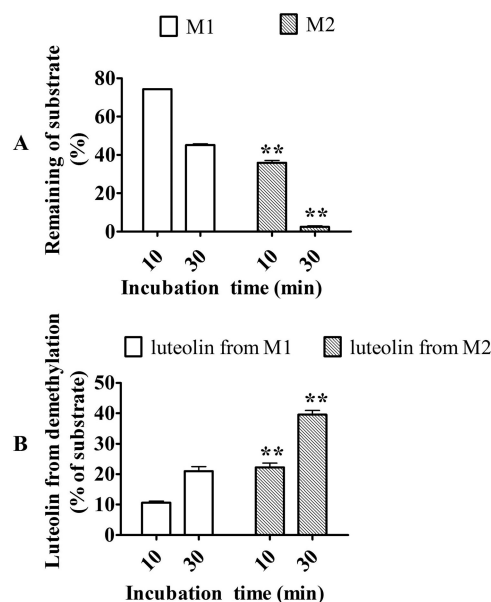 M1 M2
A
Remaining of substrate
(%)
80
60
40
20
0
** **
10 30 10 30
Incubation time (min)
luteolin from M1 luteolin from M2
B
Luteolin from demethylation
(% of substrate)
50
40
30
20
10
0
** **
10 30 10 30
Incubation time (min)